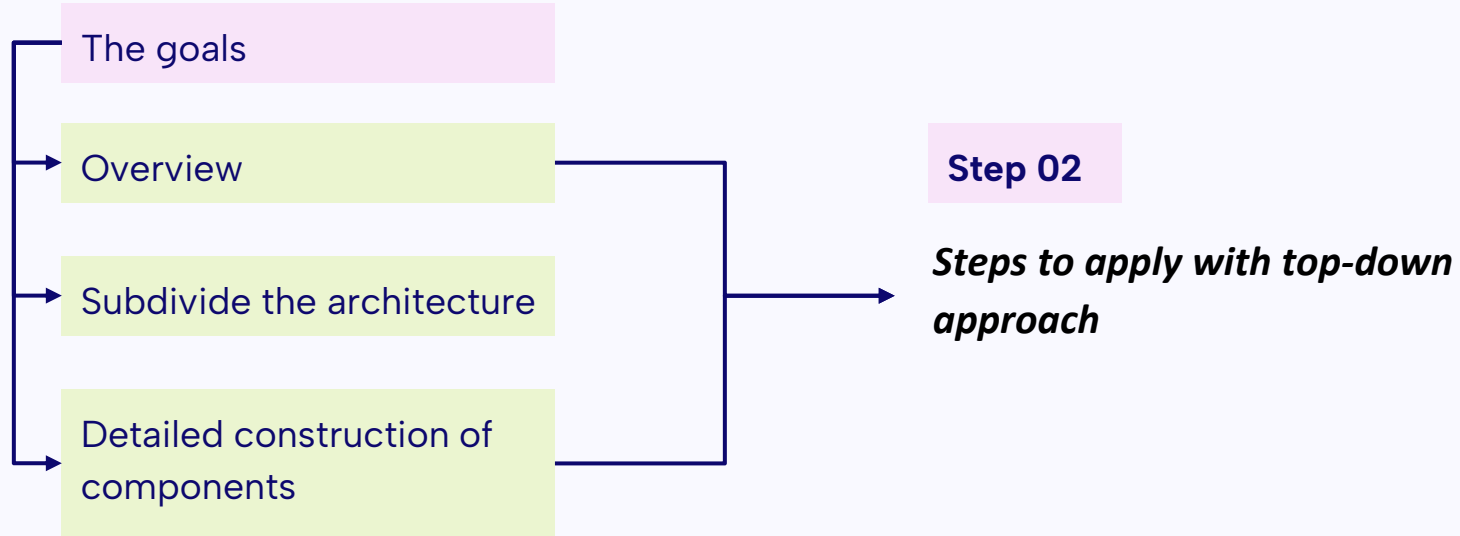 The goals
Overview
Subdivide the architecture
Detailed construction of
components
Step 02
Steps to apply with top-down
approach